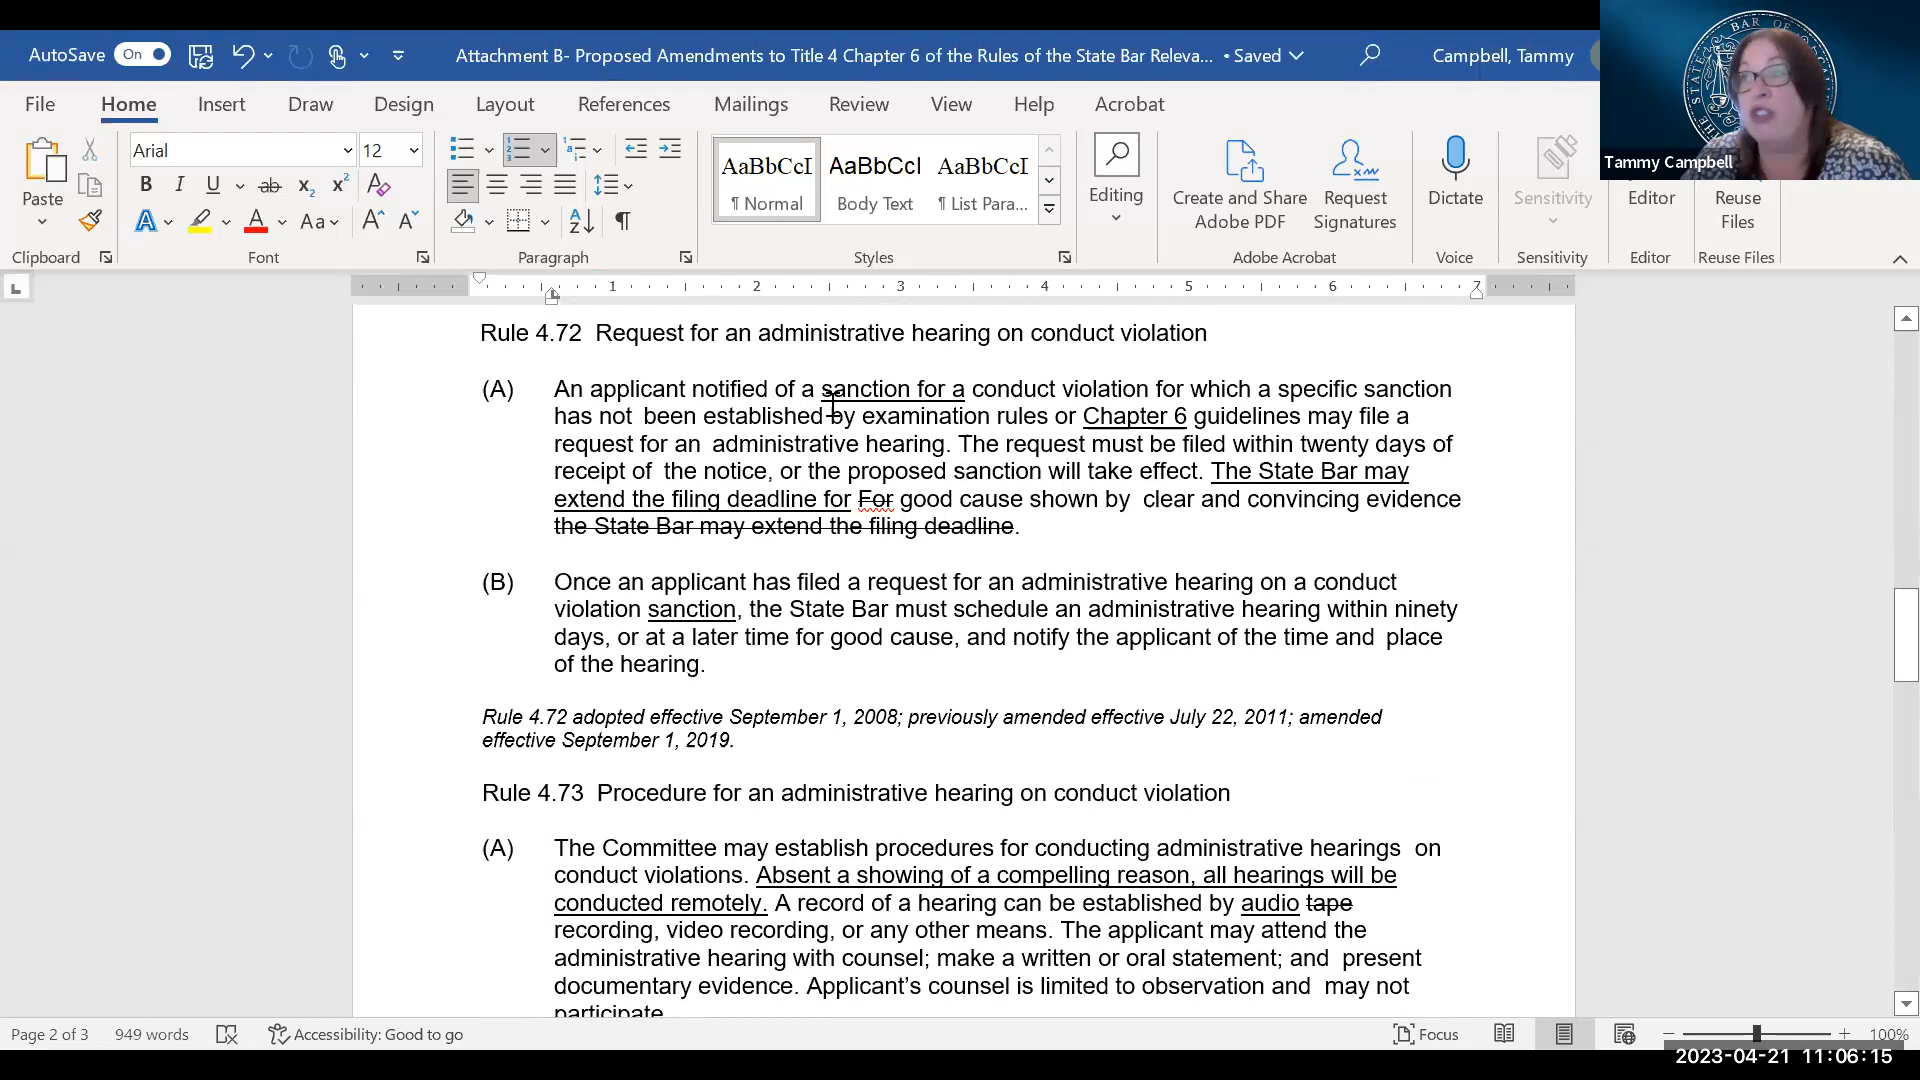 AutoSave On Attachment B- Proposed Amendments to Title 4 Chapter 6 of the Rules of the State Bar Releva... • Saved Campbell, Tammy
File Home Insert Draw Design Layout References Mailings Review View Help Acrobat
Tammy Campbell
Arial 12
Paste
AaBbCcI AaBbCcI AaBbCcI
¶ Normal Body Text ¶ List Para...
Editing
Create and Share Adobe PDF
Request Signatures
Dictate
Sensitivity
Editor
Reuse Files
Clipboard Font Paragraph Styles Adobe Acrobat Voice Sensitivity Editor Reuse Files
1 2 3 4 5 6 7
Rule 4.72 Request for an administrative hearing on conduct violation
(A) An applicant notified of a sanction for a conduct violation for which a specific sanction
has not been established by examination rules or Chapter 6 guidelines may file a
request for an administrative hearing. The request must be filed within twenty days of
receipt of the notice, or the proposed sanction will take effect. The State Bar may
extend the filing deadline for For good cause shown by clear and convincing evidence
the State Bar may extend the filing deadline.
(B) Once an applicant has filed a request for an administrative hearing on a conduct
violation sanction, the State Bar must schedule an administrative hearing within ninety
days, or at a later time for good cause, and notify the applicant of the time and place
of the hearing.
Rule 4.72 adopted effective September 1, 2008; previously amended effective July 22, 2011; amended
effective September 1, 2019.
Rule 4.73 Procedure for an administrative hearing on conduct violation
(A) The Committee may establish procedures for conducting administrative hearings on
conduct violations. Absent a showing of a compelling reason, all hearings will be
conducted remotely. A record of a hearing can be established by audio tape
recording, video recording, or any other means. The applicant may attend the
administrative hearing with counsel; make a written or oral statement; and present
documentary evidence. Applicant’s counsel is limited to observation and may not
participate
Page 2 of 3 949 words Accessibility: Good to go Focus 100%
2023-04-21 11:06:15